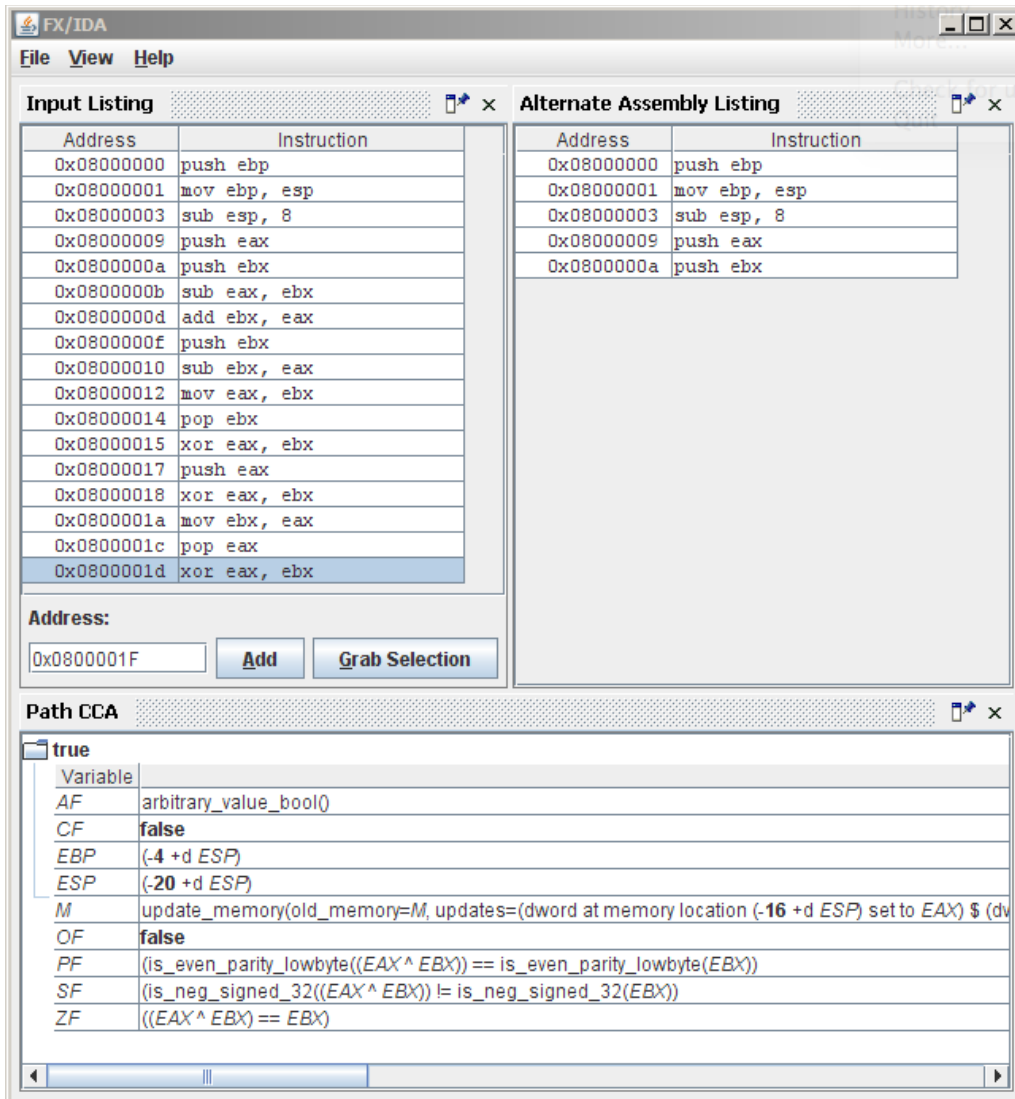 FX/IDA
History
More...
File View Help
Check for u
Quit
Input Listing
Address Instruction
0x08000000 push ebp
0x08000001 mov ebp, esp
0x08000003 sub esp, 8
0x08000009 push eax
0x0800000a push ebx
0x0800000b sub eax, ebx
0x0800000d add ebx, eax
0x0800000f push ebx
0x08000010 sub ebx, eax
0x08000012 mov eax, ebx
0x08000014 pop ebx
0x08000015 xor eax, ebx
0x08000017 push eax
0x08000018 xor eax, ebx
0x0800001a mov ebx, eax
0x0800001c pop eax
0x0800001d xor eax, ebx
Address:
0x0800001F Add Grab Selection
Alternate Assembly Listing
Address Instruction
0x08000000 push ebp
0x08000001 mov ebp, esp
0x08000003 sub esp, 8
0x08000009 push eax
0x0800000a push ebx
Path CCA
true
Variable
AF arbitrary_value_bool()
CF false
EBP (-4 +d ESP)
ESP (-20 +d ESP)
M update_memory(old_memory=M, updates=(dword at memory location (-16 +d ESP) set to EAX) $ (dv
OF false
PF (is_even_parity_lowbyte((EAX ^ EBX)) == is_even_parity_lowbyte(EBX))
SF (is_neg_signed_32((EAX ^ EBX)) != is_neg_signed_32(EBX))
ZF ((EAX ^ EBX) == EBX)